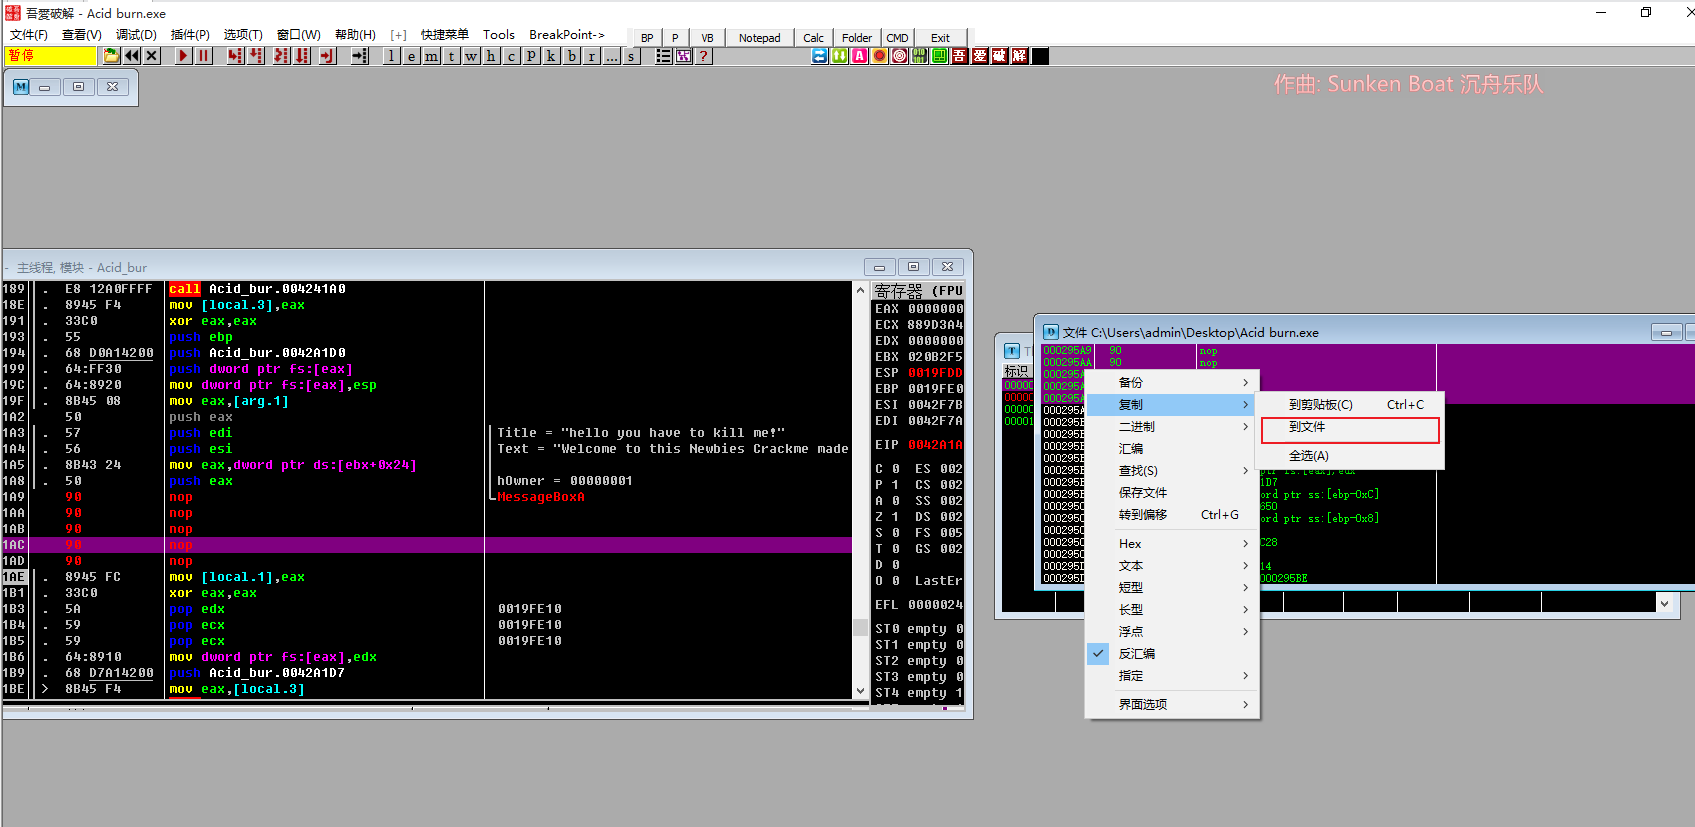 吾爱破解 - Acid burn.exe
文件(F) 查看(V) 调试(D) 插件(P) 选项(T) 窗口(W) 帮助(H) [+] 快捷菜单 Tools BreakPoint-> BP P VB Notepad Calc Folder CMD Exit
暂停 l e m t w h c p k b r ... s ? 吾 爱 破 解
作曲: Sunken Boat 沉舟乐队
- 主线程, 模块 - Acid_bur
189 . E8 12A0FFFF call Acid_bur.004241A0
18E . 8945 F4 mov [local.3],eax
191 . 33C0 xor eax,eax
193 . 55 push ebp
194 . 68 D0A14200 push Acid_bur.0042A1D0
199 . 64:FF30 push dword ptr fs:[eax]
19C . 64:8920 mov dword ptr fs:[eax],esp
19F . 8B45 08 mov eax,[arg.1]
1A2 . 50 push eax
1A3 . 57 push edi Title = "hello you have to kill me!"
1A4 . 56 push esi Text = "Welcome to this Newbies Crackme made
1A5 . 8B43 24 mov eax,dword ptr ds:[ebx+0x24]
1A8 . 50 push eax hOwner = 00000001
1A9 90 nop MessageBoxA
1AA 90 nop
1AB 90 nop
1AC 90 nop
1AD 90 nop
1AE . 8945 FC mov [local.1],eax
1B1 . 33C0 xor eax,eax
1B3 . 5A pop edx 0019FE10
1B4 . 59 pop ecx 0019FE10
1B5 . 59 pop ecx 0019FE10
1B6 . 64:8910 mov dword ptr fs:[eax],edx
1B9 . 68 D7A14200 push Acid_bur.0042A1D7
1BE > 8B45 F4 mov eax,[local.3]
寄存器 (FPU
EAX 0000000
ECX 889D3A4
EDX 0000000
EBX 020B2F5
ESP 0019FDD
EBP 0019FE0
ESI 0042F7B
EDI 0042F7A
EIP 0042A1A
C 0 ES 002
P 1 CS 002
A 0 SS 002
Z 1 DS 002
S 0 FS 005
T 0 GS 002
D 0
O 0 LastEr
EFL 0000024
ST0 empty 0
ST1 empty 0
ST2 empty 0
ST3 empty 0
ST4 empty 1
标识
文件 C:\Users\admin\Desktop\Acid burn.exe
000295A9 90 nop
000295AA 90 nop
ptr fs:[eax],edx
1D7
ord ptr ss:[ebp-0xC]
650
ord ptr ss:[ebp-0x8]
C28
14
000295BE
备份
复制
二进制
汇编
查找(S)
保存文件
转到偏移 Ctrl+G
Hex
文本
短型
长型
浮点
反汇编
指定
界面选项
到剪贴板(C) Ctrl+C
到文件
全选(A)